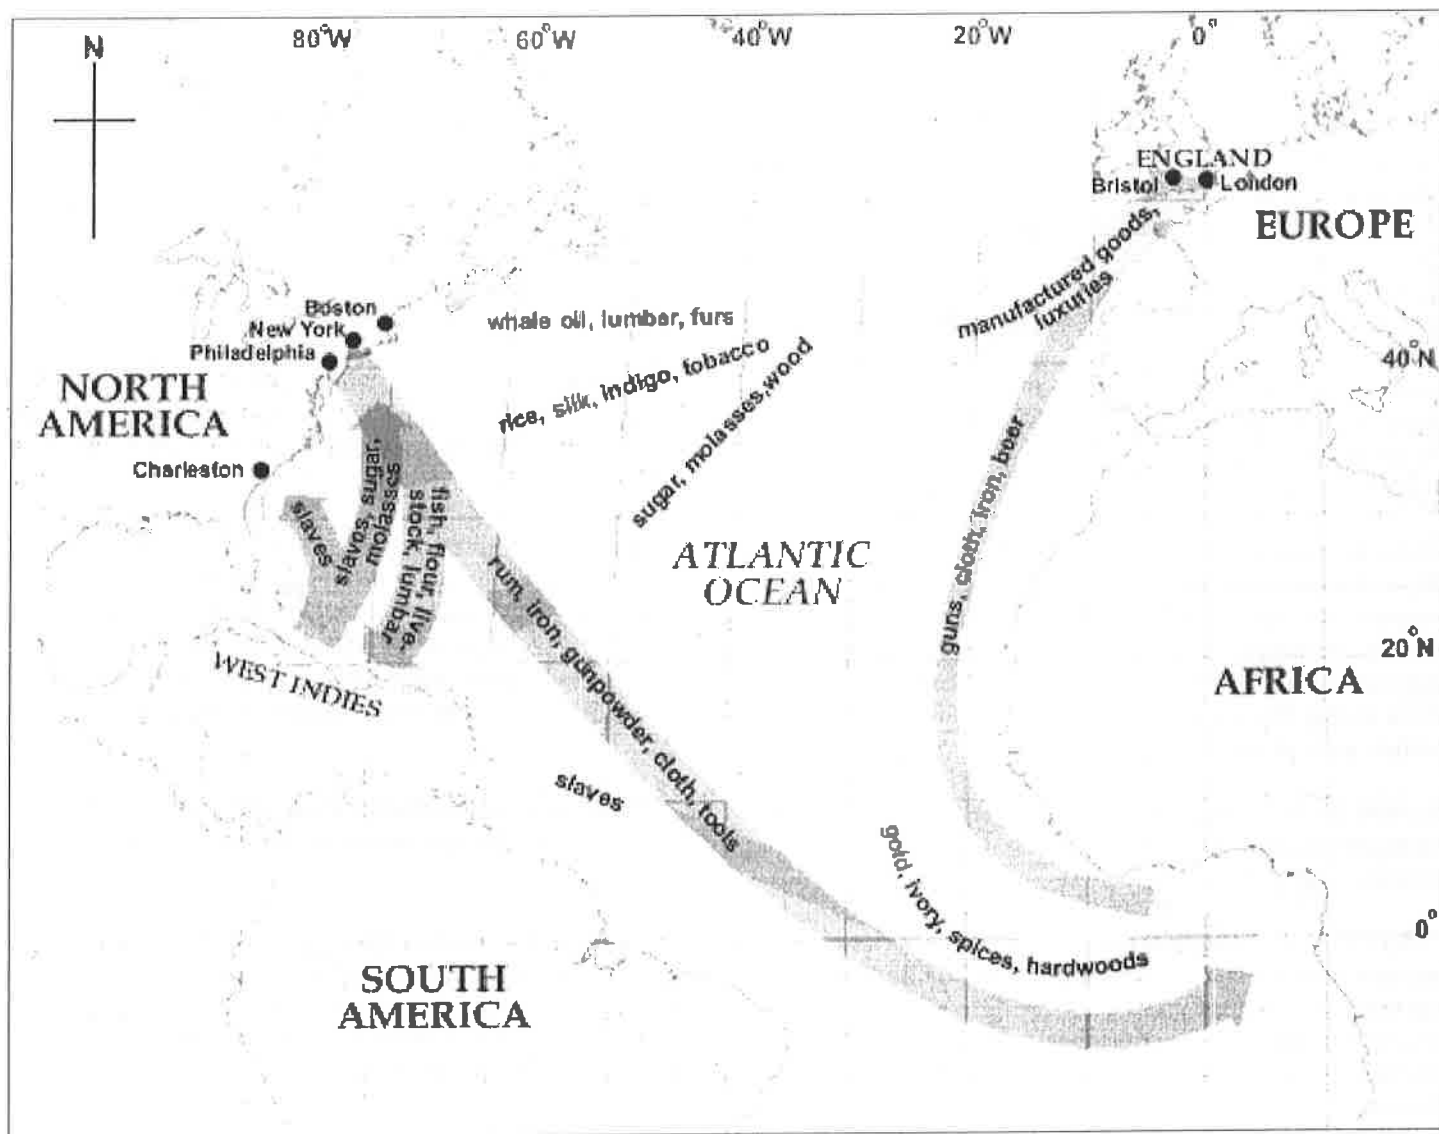 N
80°W
60°W
40°W
20°W
0°
ENGLAND
Bristol
London
EUROPE
manufactured goods,
luxuries
Boston
New York
Philadelphia
whale oil, lumber, furs
rice, silk, indigo, tobacco
sugar, molasses, wood
40°N
NORTH
AMERICA
Charleston
slaves
slaves, sugar,
molasses
fish, flour, live-
stock, lumbar
rum, iron, gunpowder, cloth, tools
ATLANTIC
OCEAN
guns, cloth, iron, beer
20°N
WEST INDIES
AFRICA
slaves
gold, ivory, spices, hardwoods
0°
SOUTH
AMERICA